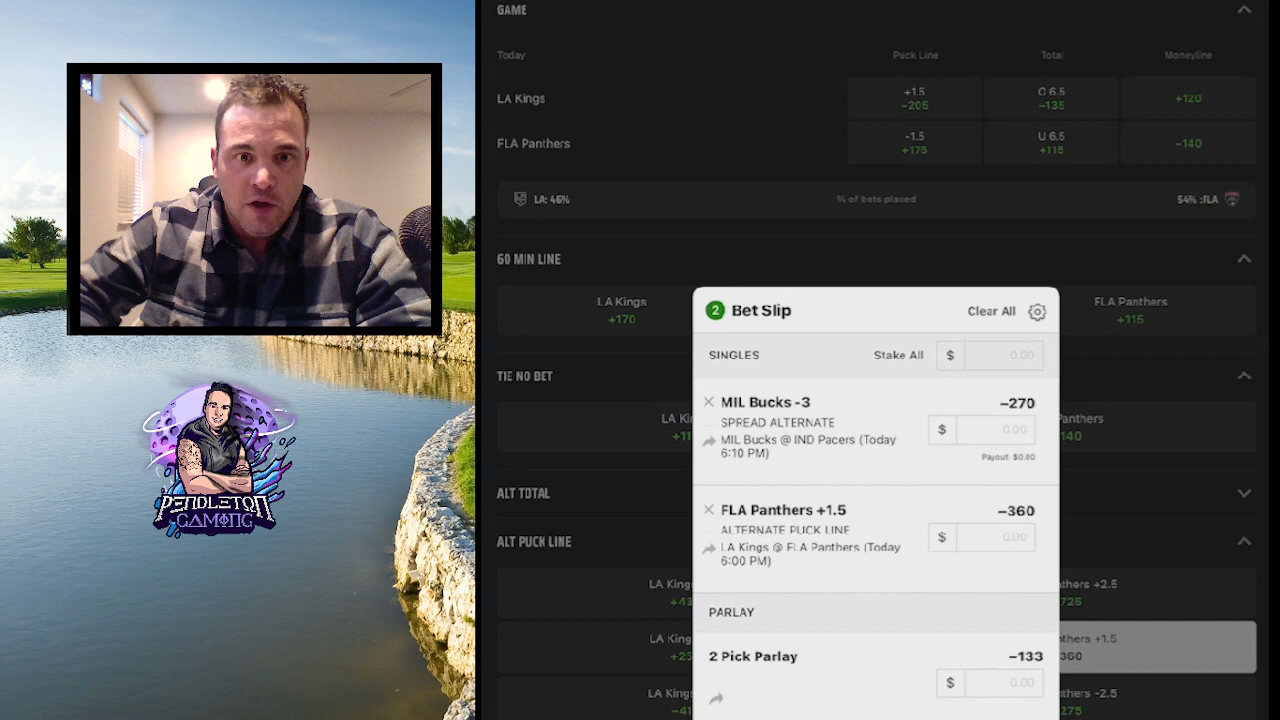 GAME
Today Puck Line Total Moneyline
LA Kings +1.5 O 6.5 +120
-205 -135
FLA Panthers -1.5 U 6.5 -140
+175 +115
LA: 46% % of bets placed 54% :FLA
60 MIN LINE
LA Kings FLA Panthers
+170 +115
Bet Slip
2
Clear All
SINGLES Stake All $ 0.00
TIE NO BET
MIL Bucks -3 -270
SPREAD ALTERNATE $ 0.00
MIL Bucks @ IND Pacers (Today
6:10 PM)
Payout: $0.00
ALT TOTAL
FLA Panthers +1.5 -360
ALTERNATE PUCK LINE $ 0.00
LA Kings @ FLA Panthers (Today
6:00 PM)
ALT PUCK LINE
PARLAY
2 Pick Parlay -133
$ 0.00
PENDLETON
GAMING